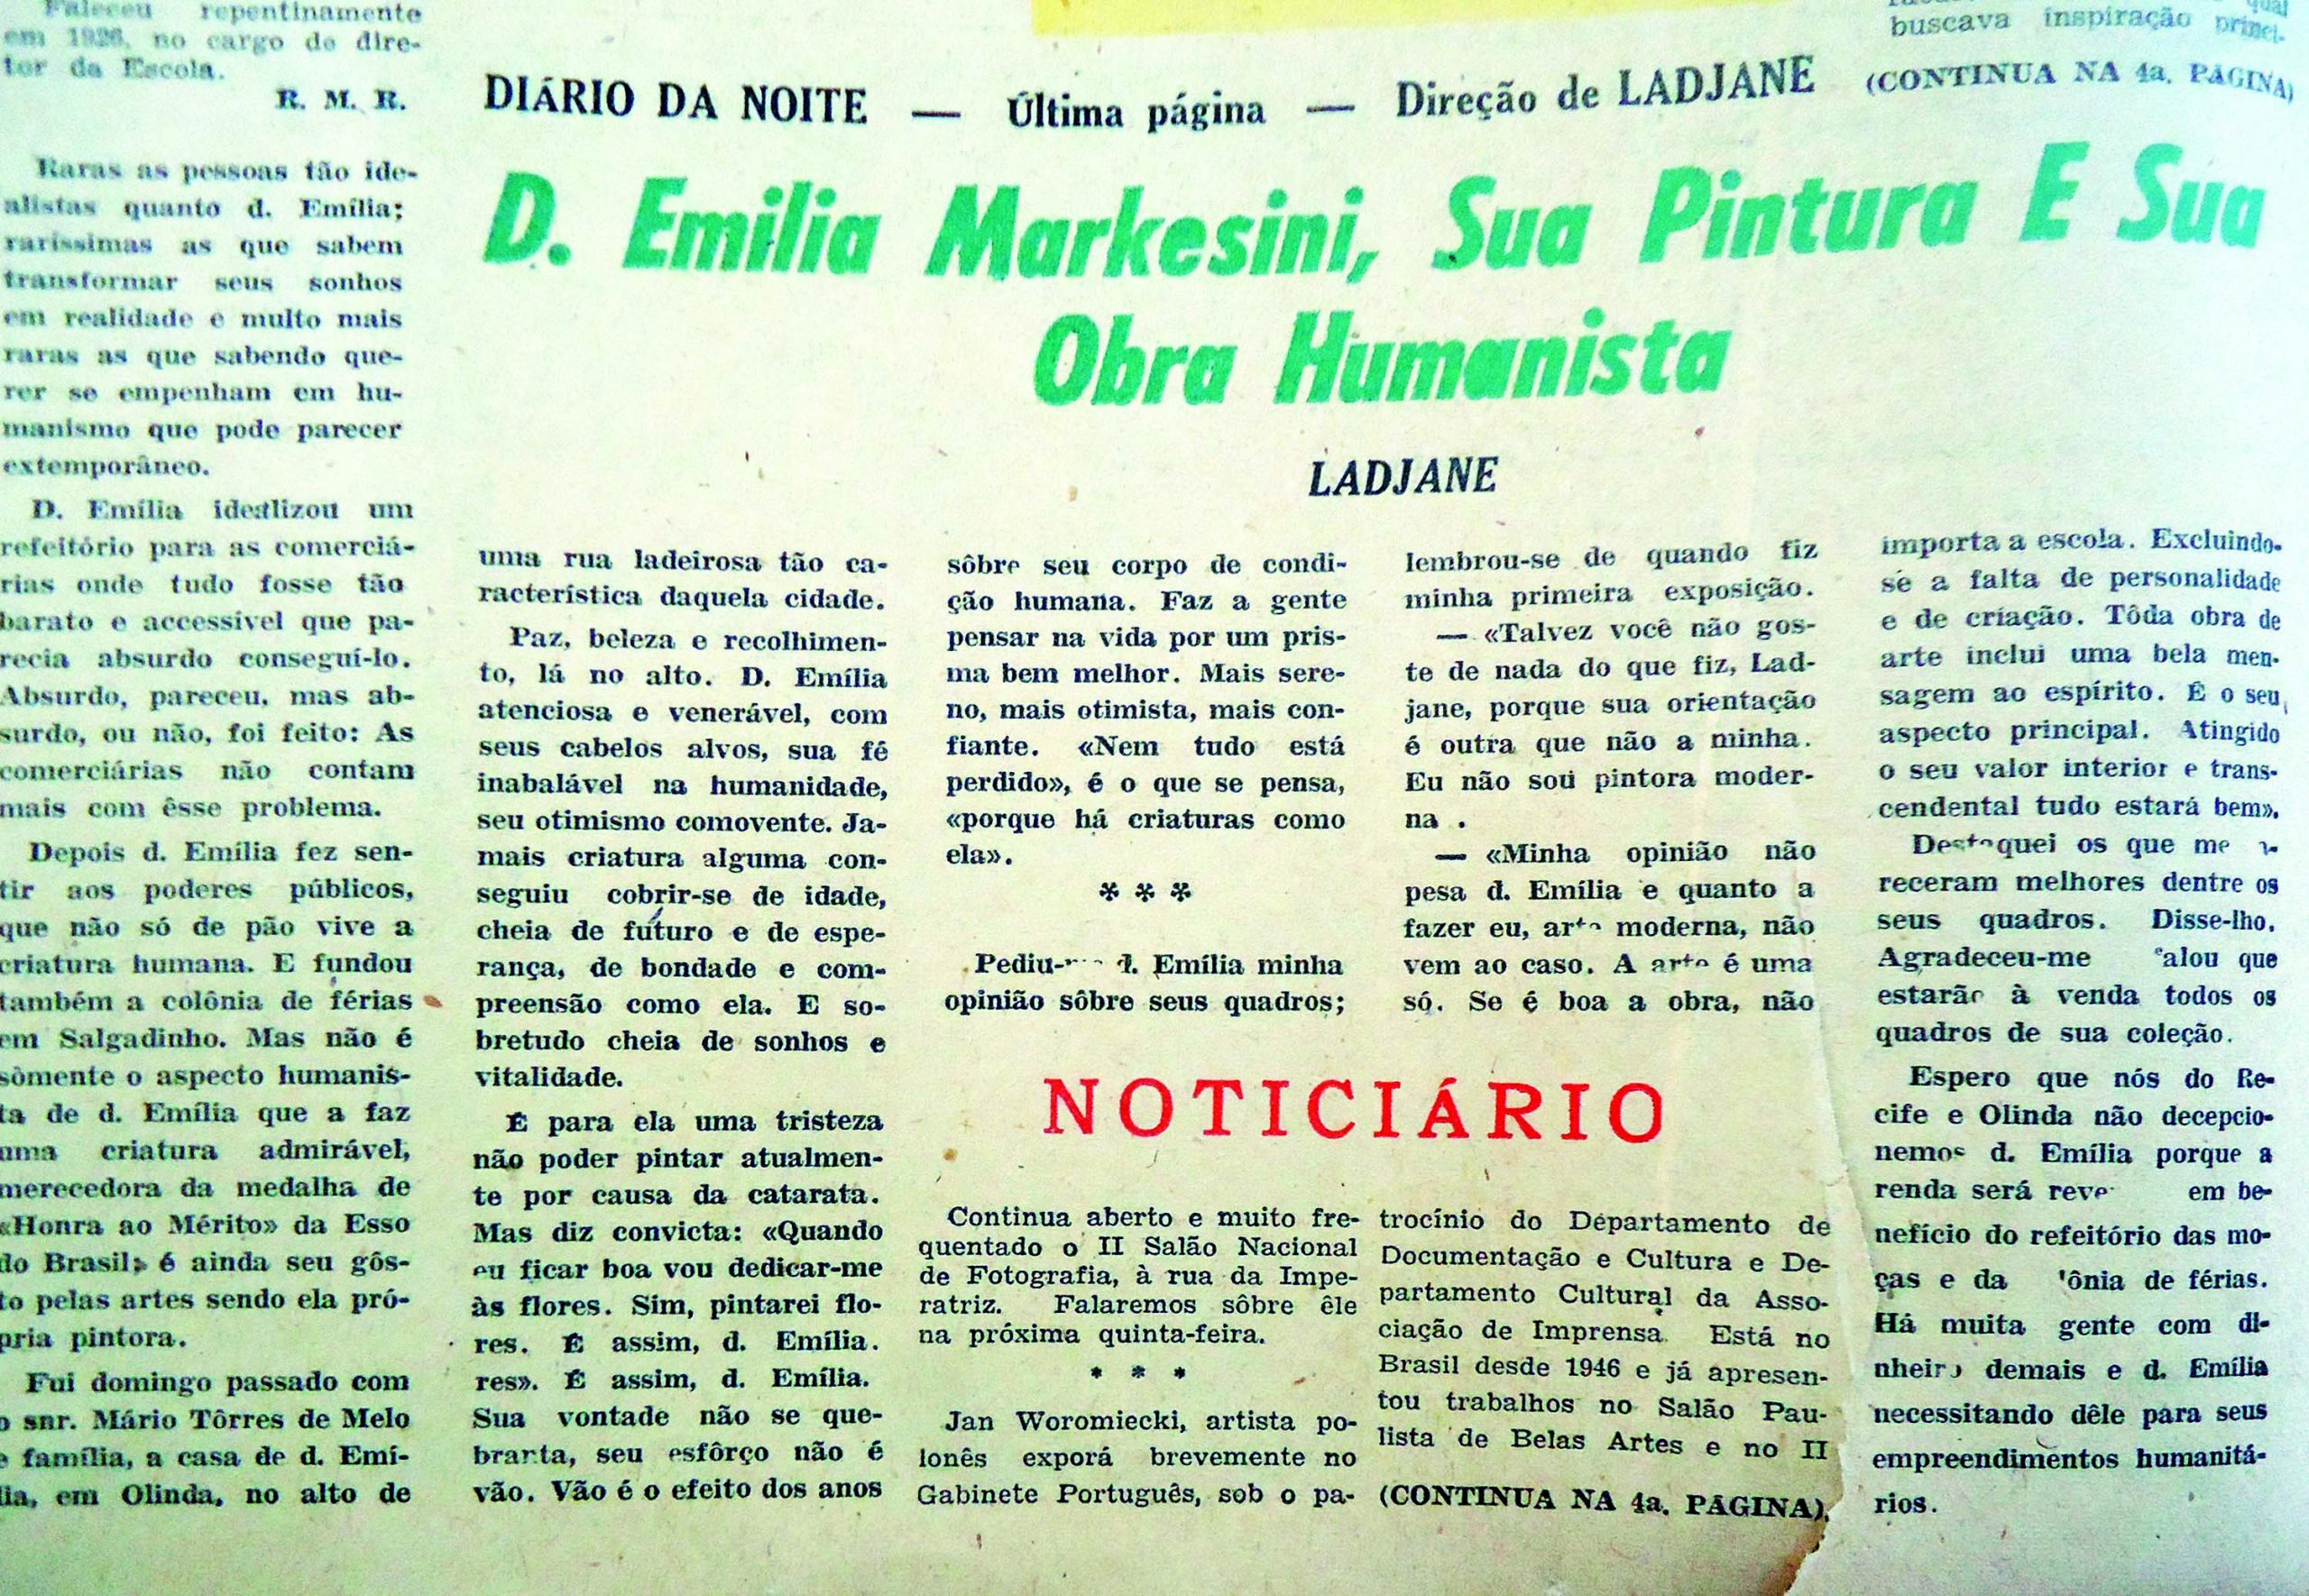 Faleceu repentinamente
em 1926, no cargo de dire-
tor da Escola.
R. M. R.
buscava inspiração princi-
(CONTINUA NA 4a. PÁGINA)
DIÁRIO DA NOITE — Última página — Direção de LADJANE
D. Emilia Markesini, Sua Pintura E Sua
Obra Humanista
LADJANE
Raras as pessoas tão ide-
alistas quanto d. Emília;
raríssimas as que sabem
transformar seus sonhos
em realidade e muito mais
raras as que sabendo que-
rer se empenham em hu-
manismo que pode parecer
extemporâneo.
D. Emília idealizou um
refeitório para as comerciá-
rias onde tudo fosse tão
barato e accessível que pa-
recia absurdo conseguí-lo.
Absurdo, pareceu, mas ab-
surdo, ou não, foi feito: As
comerciárias não contam
mais com êsse problema.
Depois d. Emília fez sen-
tir aos poderes públicos,
que não só de pão vive a
criatura humana. E fundou
também a colônia de férias
em Salgadinho. Mas não é
sòmente o aspecto humanis-
ta de d. Emília que a faz
uma criatura admirável,
merecedora da medalha de
«Honra ao Mérito» da Esso
do Brasil» é ainda seu gôs-
to pelas artes sendo ela pró-
pria pintora.
Fui domingo passado com
o snr. Mário Tôrres de Melo
e família, a casa de d. Emí-
lia, em Olinda, no alto de
uma rua ladeirosa tão ca-
racterística daquela cidade.
Paz, beleza e recolhimen-
to, lá no alto. D. Emília
atenciosa e venerável, com
seus cabelos alvos, sua fé
inabalável na humanidade,
seu otimismo comovente. Ja-
mais criatura alguma con-
seguiu cobrir-se de idade,
cheia de futuro e de espe-
rança, de bondade e com-
preensão como ela. E so-
bretudo cheia de sonhos e
vitalidade.
É para ela uma tristeza
não poder pintar atualmen-
te por causa da catarata.
Mas diz convicta: «Quando
eu ficar boa vou dedicar-me
às flores. Sim, pintarei flo-
res. É assim, d. Emília.
res». É assim, d. Emília.
Sua vontade não se que-
branta, seu esfôrço não é
vão. Vão é o efeito dos anos
sôbre seu corpo de condi-
ção humana. Faz a gente
pensar na vida por um pris-
ma bem melhor. Mais sere-
no, mais otimista, mais con-
fiante. «Nem tudo está
perdido», é o que se pensa,
«porque há criaturas como
ela».
* * *
d. Emília minha
opinião sôbre seus quadros;
lembrou-se de quando fiz
minha primeira exposição.
— «Talvez você não gos-
te de nada do que fiz, Lad-
jane, porque sua orientação
é outra que não a minha.
Eu não sou pintora moder-
na .
— «Minha opinião não
pesa d. Emília e quanto a
fazer eu, arte moderna, não
vem ao caso. A arte é uma
só. Se é boa a obra, não
importa a escola. Excluindo-
se a falta de personalidade
e de criação. Tôda obra de
arte inclui uma bela men-
sagem ao espírito. É o seu
aspecto principal. Atingido
o seu valor interior e trans-
cendental tudo estará bem».
Destaquei os que me
receram melhores dentre os
seus quadros. Disse-lho.
Agradeceu-me alou que
estarão à venda todos os
quadros de sua coleção.
Espero que nós do Re-
cife e Olinda não decepcio-
nemos d. Emília porque a
renda será em be-
nefício do refeitório das mo-
ças e da ônia de férias.
Há muita gente com di-
nheiro demais e d. Emília
necessitando dêle para seus
empreendimentos humanitá-
rios.
NOTICIÁRIO
Continua aberto e muito fre-
quentado o II Salão Nacional
de Fotografia, à rua da Impe-
ratriz. Falaremos sôbre êle
na próxima quinta-feira.
* * *
Jan Woromiecki, artista po-
lonês exporá brevemente no
Gabinete Português, sob o pa-
trocínio do Departamento de
Documentação e Cultura e De-
partamento Cultural da Asso-
ciação de Imprensa. Está no
Brasil desde 1946 e já apresen-
tou trabalhos no Salão Pau-
lista de Belas Artes e no II
(CONTINUA NA 4a. PÁGINA).